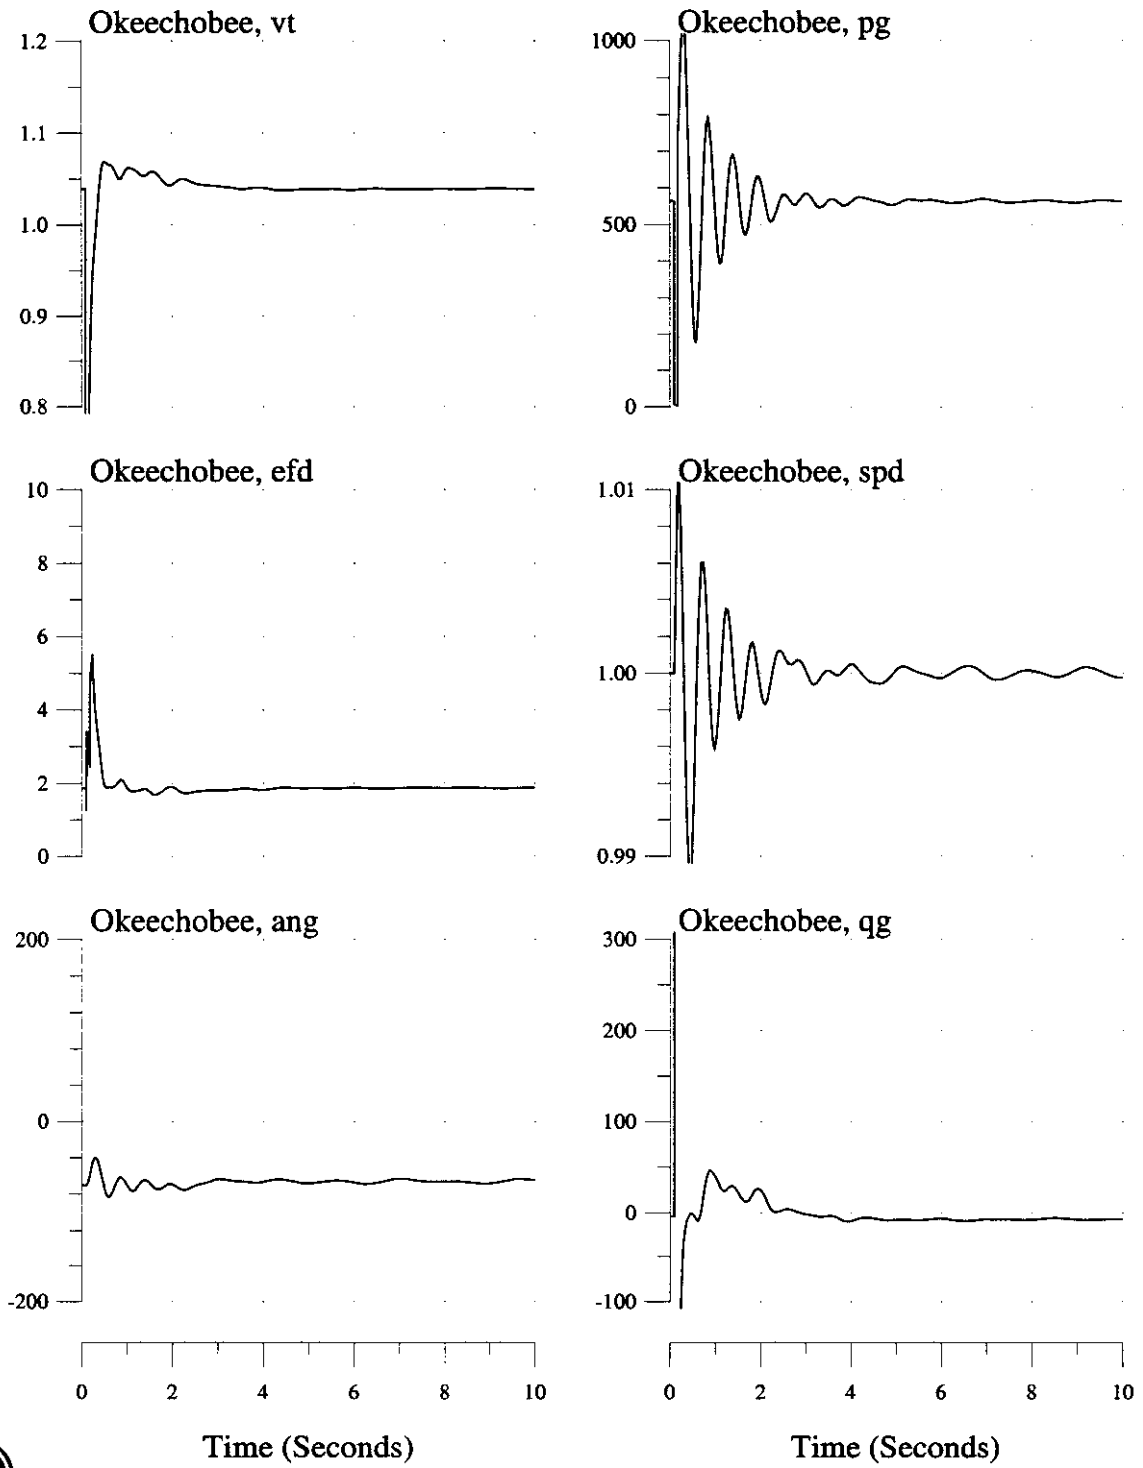 Okeechobee, vt
1.2
1.1
1.0
0.9
0.8
Okeechobee, pg
1000
500
0
Okeechobee, efd
10
8
6
4
2
0
Okeechobee, spd
1.01
1.00
0.99
Okeechobee, ang
200
0
-200
Okeechobee, qg
300
200
100
0
-100
0 2 4 6 8 10
Time (Seconds)
0 2 4 6 8 10
Time (Seconds)